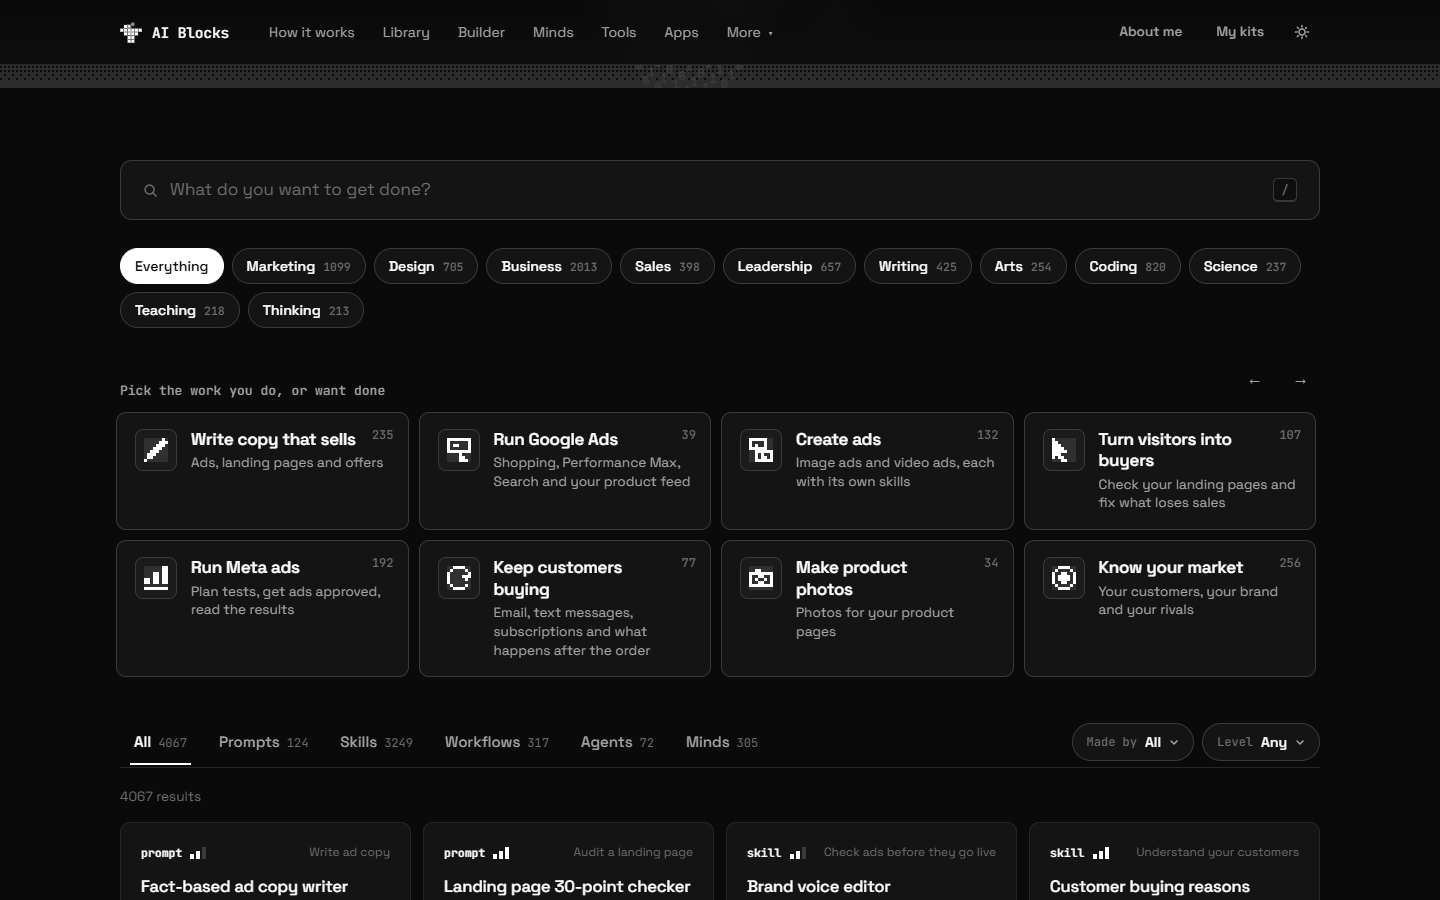 AI Blocks How it works Library Builder Minds Tools Apps More ▾ About me My kits
What do you want to get done? /
Everything Marketing 1099 Design 705 Business 2013 Sales 398 Leadership 657 Writing 425 Arts 254 Coding 820 Science 237
Teaching 218 Thinking 213
Pick the work you do, or want done ← →
Write copy that sells 235
Ads, landing pages and offers
Run Google Ads 39
Shopping, Performance Max,
Search and your product feed
Create ads 132
Image ads and video ads, each
with its own skills
Turn visitors into 107
buyers
Check your landing pages and
fix what loses sales
Run Meta ads 192
Plan tests, get ads approved,
read the results
Keep customers 77
buying
Email, text messages,
subscriptions and what
happens after the order
Make product 34
photos
Photos for your product
pages
Know your market 256
Your customers, your brand
and your rivals
All 4067 Prompts 124 Skills 3249 Workflows 317 Agents 72 Minds 305 Made by All Level Any
4067 results
prompt Write ad copy
Fact-based ad copy writer
prompt Audit a landing page
Landing page 30-point checker
skill Check ads before they go live
Brand voice editor
skill Understand your customers
Customer buying reasons